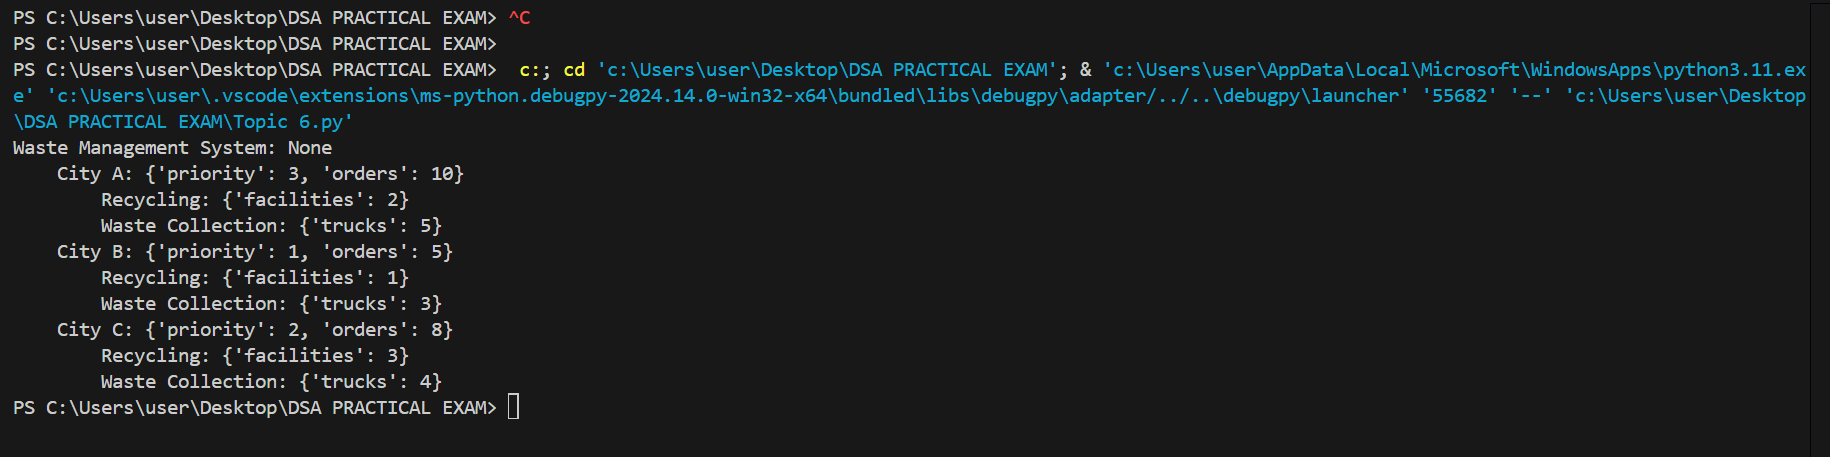 PS C:\Users\user\Desktop\DSA PRACTICAL EXAM> ^C
PS C:\Users\user\Desktop\DSA PRACTICAL EXAM>
PS C:\Users\user\Desktop\DSA PRACTICAL EXAM>  c:; cd 'c:\Users\user\Desktop\DSA PRACTICAL EXAM'; & 'c:\Users\user\AppData\Local\Microsoft\WindowsApps\python3.11.ex
e' 'c:\Users\user\.vscode\extensions\ms-python.debugpy-2024.14.0-win32-x64\bundled\libs\debugpy\adapter/../..\debugpy\launcher' '55682' '--' 'c:\Users\user\Desktop
\DSA PRACTICAL EXAM\Topic 6.py'
Waste Management System: None
    City A: {'priority': 3, 'orders': 10}
        Recycling: {'facilities': 2}
        Waste Collection: {'trucks': 5}
    City B: {'priority': 1, 'orders': 5}
        Recycling: {'facilities': 1}
        Waste Collection: {'trucks': 3}
    City C: {'priority': 2, 'orders': 8}
        Recycling: {'facilities': 3}
        Waste Collection: {'trucks': 4}
PS C:\Users\user\Desktop\DSA PRACTICAL EXAM>